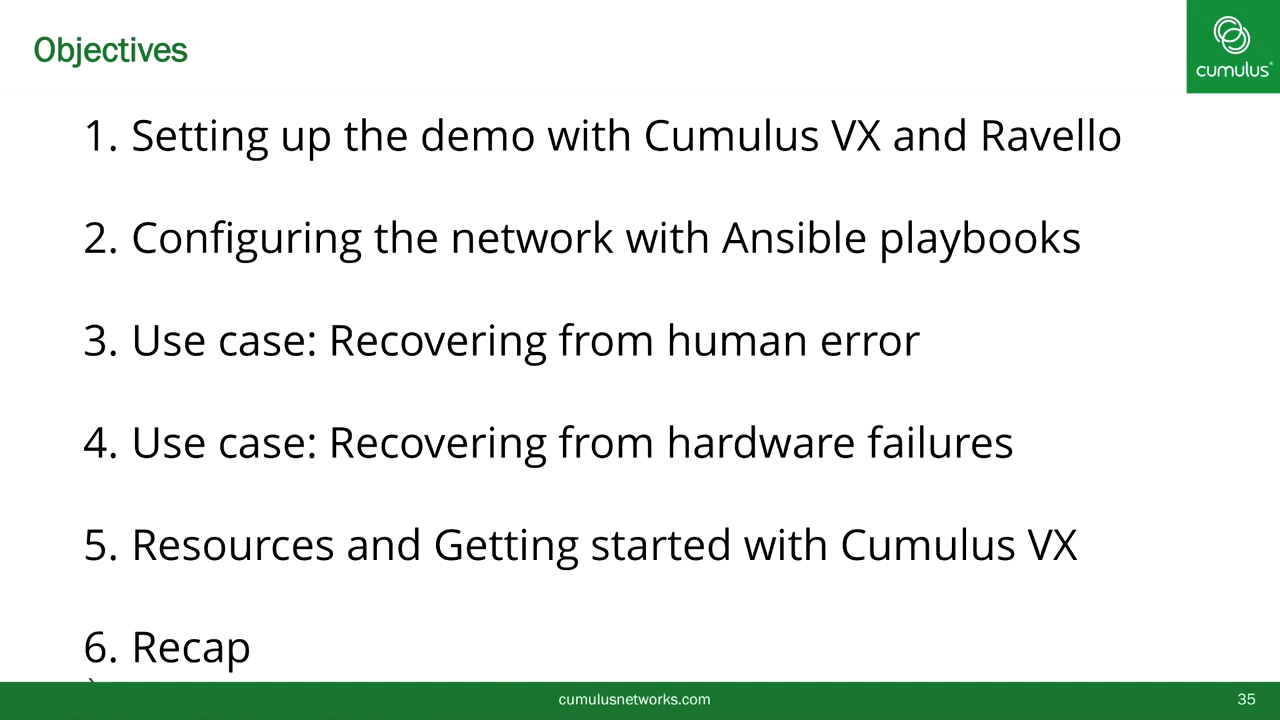 Objectives
cumulus®
1. Setting up the demo with Cumulus VX and Ravello
2. Configuring the network with Ansible playbooks
3. Use case: Recovering from human error
4. Use case: Recovering from hardware failures
5. Resources and Getting started with Cumulus VX
6. Recap
`
cumulusnetworks.com
35